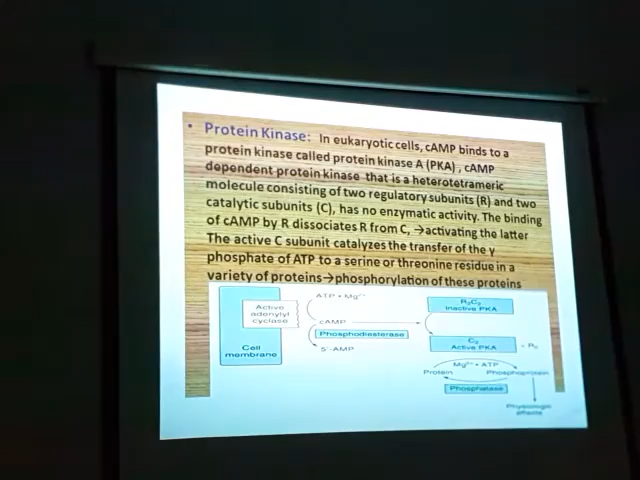 • Protein Kinase: In eukaryotic cells, cAMP binds to a
protein kinase called protein kinase A (PKA) , cAMP
dependent protein kinase that is a heterotetrameric
molecule consisting of two regulatory subunits (R) and two
catalytic subunits (C), has no enzymatic activity. The binding
of cAMP by R dissociates R from C, →activating the latter
The active C subunit catalyzes the transfer of the γ
phosphate of ATP to a serine or threonine residue in a
variety of proteins→phosphorylation of these proteins
ATP + Mg²⁺
R₂C₂
Inactive PKA
Active
adenylyl
cyclase
cAMP
Phosphodiesterase
C₂
Active PKA
+ R₂
Cell
membrane
5'-AMP
Mg²⁺ + ATP
Protein
Phosphoprotein
Phosphatase
Physiologic
effects